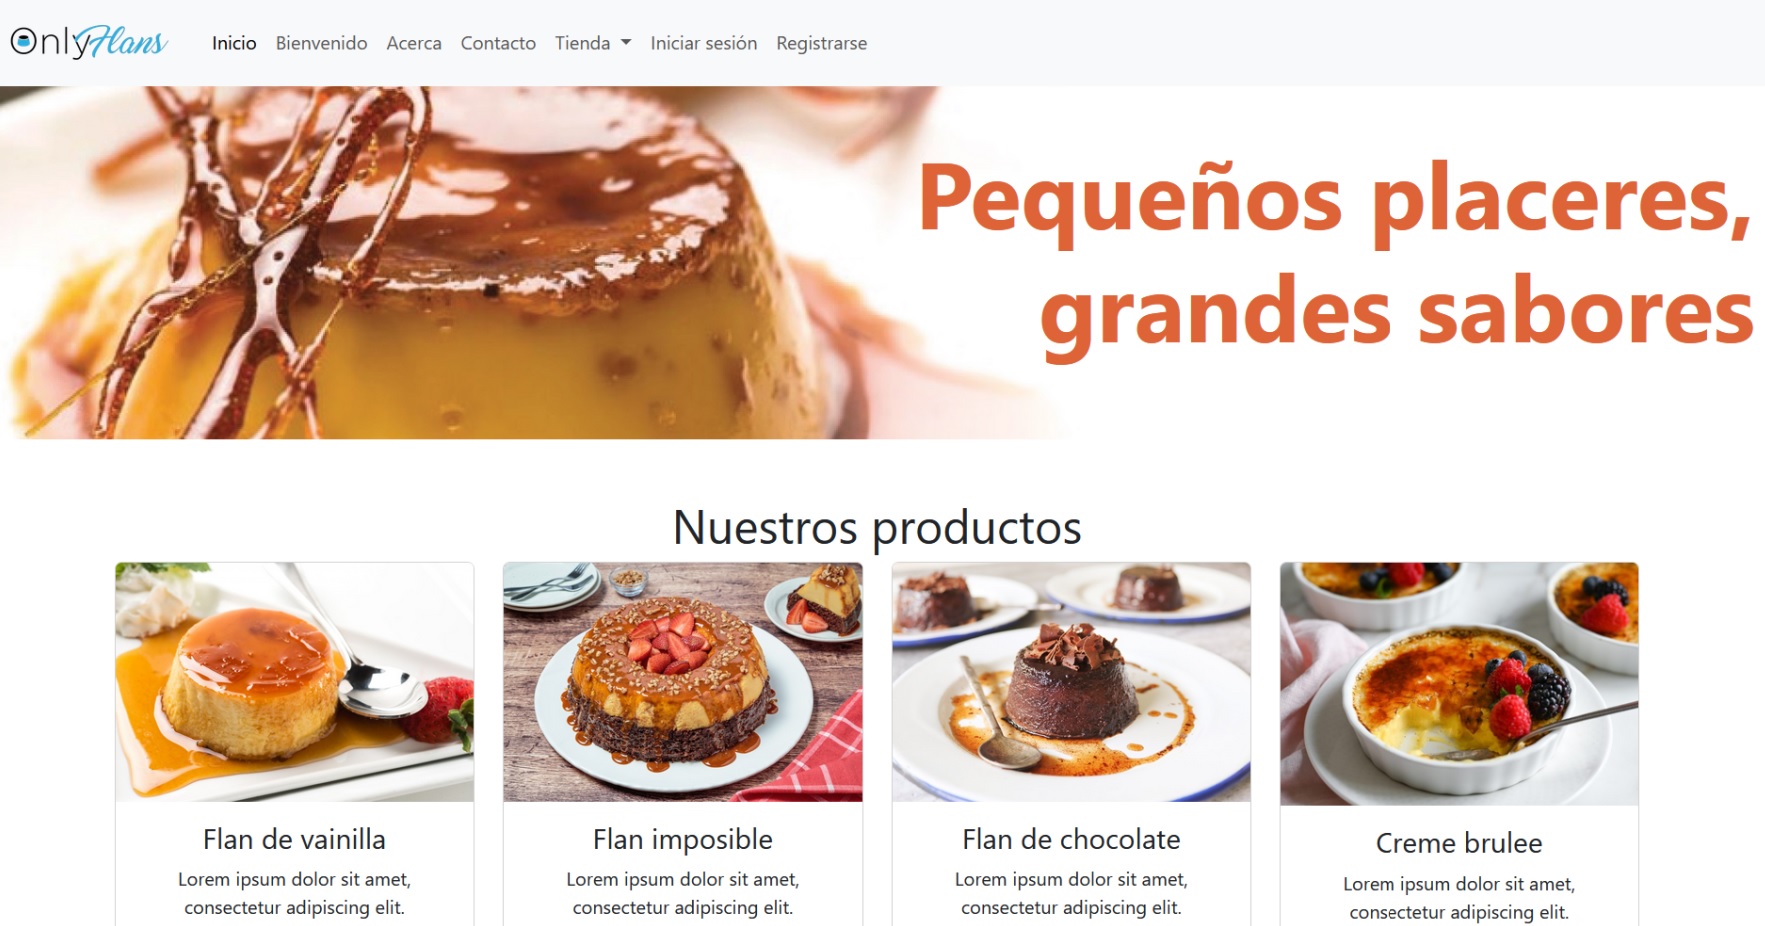 OnlyFlans Inicio Bienvenido Acerca Contacto Tienda Iniciar sesión Registrarse
Pequeños placeres,
grandes sabores
Nuestros productos
Flan de vainilla
Lorem ipsum dolor sit amet,
consectetur adipiscing elit.
Flan imposible
Lorem ipsum dolor sit amet,
consectetur adipiscing elit.
Flan de chocolate
Lorem ipsum dolor sit amet,
consectetur adipiscing elit.
Creme brulee
Lorem ipsum dolor sit amet,
consectetur adipiscing elit.